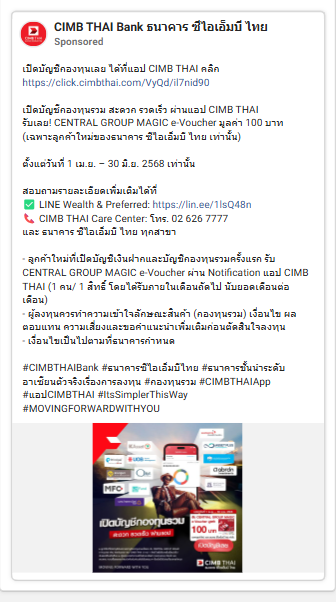 CIMB THAI Bank ธนาคาร ซีไอเอ็มบี ไทย
Sponsored
เปิดบัญชีกองทุนเลย ได้ที่แอป CIMB THAI คลิก
https://click.cimbthai.com/VyQd/il7nid90
เปิดบัญชีกองทุนรวม สะดวก รวดเร็ว ผ่านแอป CIMB THAI
รับเลย! CENTRAL GROUP MAGIC e-Voucher มูลค่า 100 บาท
(เฉพาะลูกค้าใหม่ของธนาคาร ซีไอเอ็มบี ไทย เท่านั้น)
ตั้งแต่วันที่ 1 เม.ย. – 30 มิ.ย. 2568 เท่านั้น
สอบถามรายละเอียดเพิ่มเติมได้ที่
✅ LINE Wealth & Preferred: https://lin.ee/1lsQ48n
📞 CIMB THAI Care Center: โทร. 02 626 7777
และ ธนาคาร ซีไอเอ็มบี ไทย ทุกสาขา
- ลูกค้าใหม่ที่เปิดบัญชีเงินฝากและบัญชีกองทุนรวมครั้งแรก รับ
CENTRAL GROUP MAGIC e-Voucher ผ่าน Notification แอป CIMB
THAI (1 คน/ 1 สิทธิ์ โดยได้รับภายในเดือนถัดไป นับยอดเดือนต่อ
เดือน)
- ผู้ลงทุนควรทำความเข้าใจลักษณะสินค้า (กองทุนรวม) เงื่อนไข ผล
ตอบแทน ความเสี่ยงและขอคำแนะนำเพิ่มเติมก่อนตัดสินใจลงทุน
- เงื่อนไขเป็นไปตามที่ธนาคารกำหนด
#CIMBTHAIBank #ธนาคารซีไอเอ็มบีไทย #ธนาคารชั้นนำระดับ
อาเซียนตัวจริงเรื่องการลงทุน #กองทุนรวม #CIMBTHAIApp
#แอปCIMBTHAI #ItsSimplerThisWay
#MOVINGFORWARDWITHYOU
UOB
abrdn
MFC
เปิดบัญชีกองทุนรวม
สะดวก รวดเร็ว ผ่านแอป
100
CIMB THAI